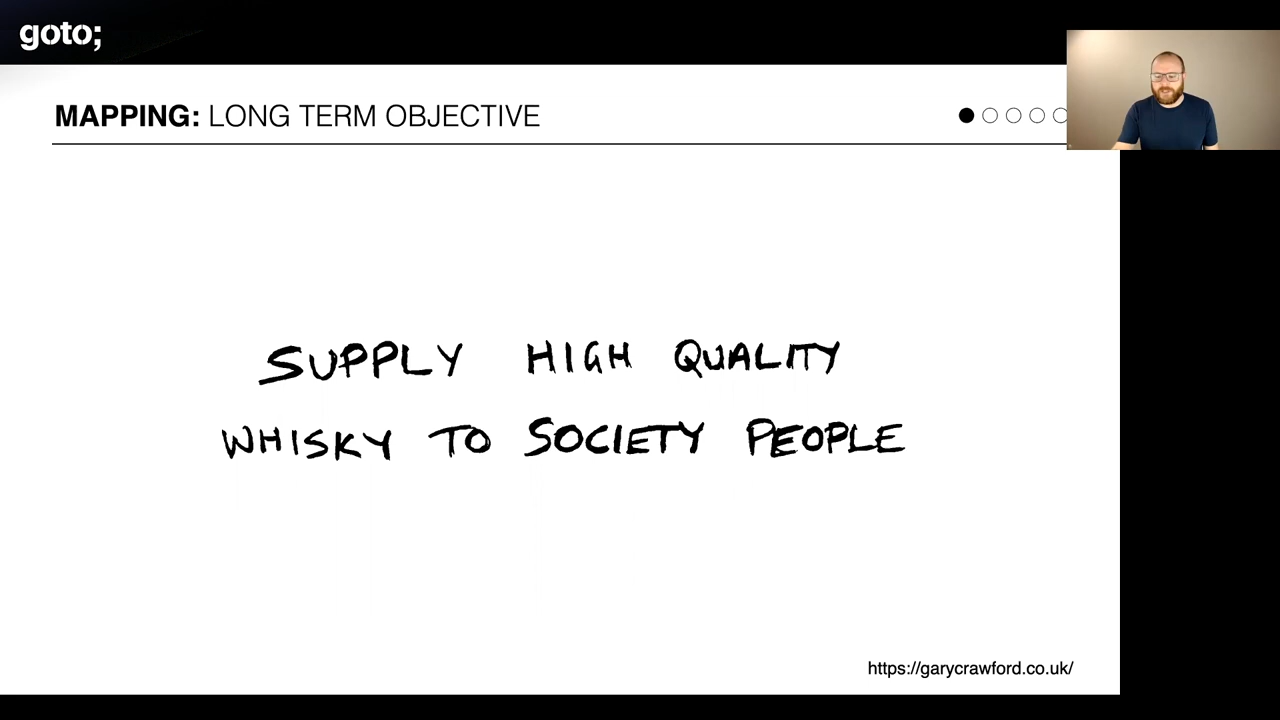 goto;
MAPPING: LONG TERM OBJECTIVE
SUPPLY HIGH QUALITY
WHISKY TO SOCIETY PEOPLE
https://garycrawford.co.uk/